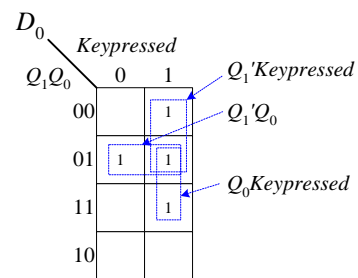 D₀ Keypressed
Q₁Q₀ 0 1 Q₁'Keypressed
00 1 Q₁'Q₀
01 1 1
11 1 Q₀Keypressed
10